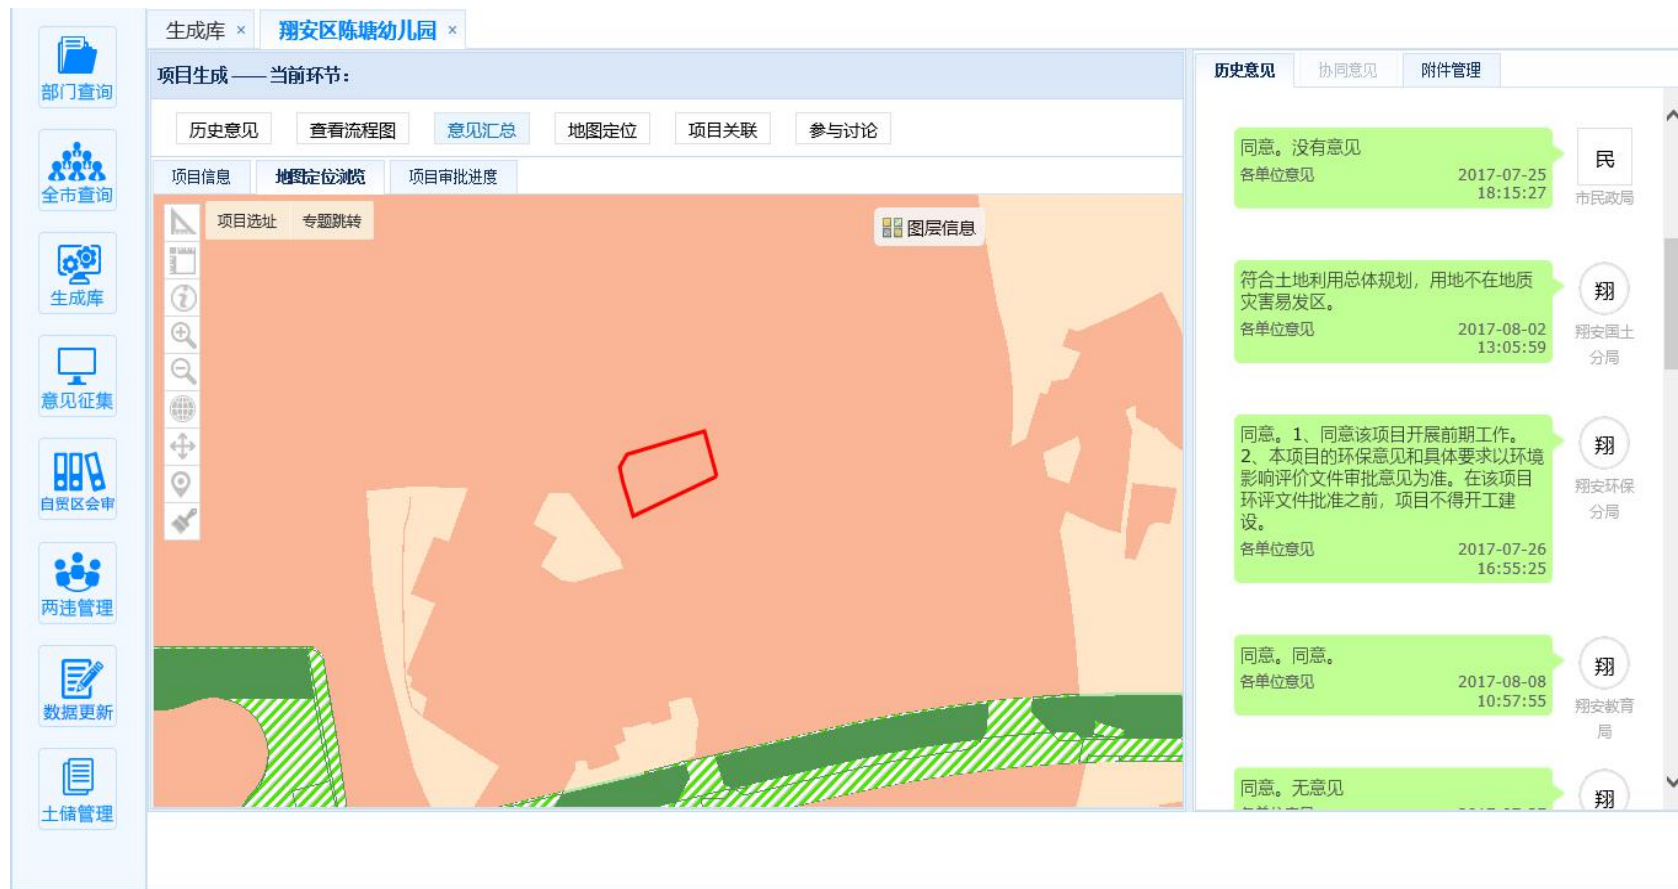 部门查询
全市查询
生成库
意见征集
自贸区会审
两违管理
数据更新
土储管理
生成库 ×
翔安区陈塘幼儿园 ×
项目生成 —— 当前环节：
历史意见 查看流程图 意见汇总 地图定位 项目关联 参与讨论
项目信息 地图定位浏览 项目审批进度
项目选址 专题跳转
图层信息
历史意见 协同意见 附件管理
同意。没有意见
各单位意见 2017-07-25
18:15:27
民
市民政局
符合土地利用总体规划，用地不在地质
灾害易发区。
各单位意见 2017-08-02
13:05:59
翔
翔安国土
分局
同意。1、同意该项目开展前期工作。
2、本项目的环保意见和具体要求以环境
影响评价文件审批意见为准。在该项目
环评文件批准之前，项目不得开工建
设。
各单位意见 2017-07-26
16:55:25
翔
翔安环保
分局
同意。同意。
各单位意见 2017-08-08
10:57:55
翔
翔安教育
局
同意。无意见
翔